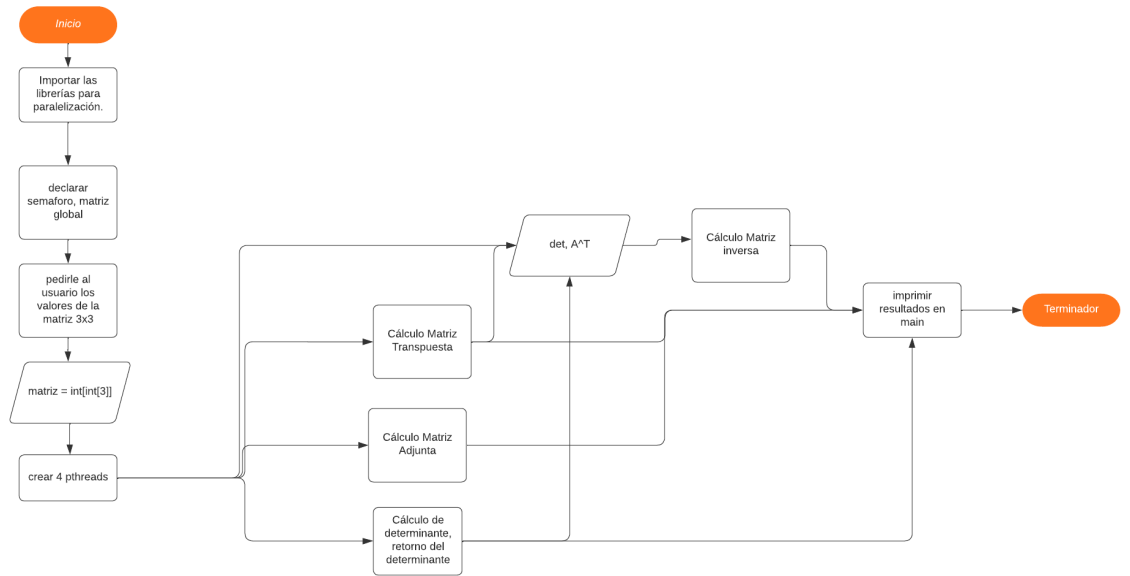 Inicio
Importar las
librerías para
paralelización.
declarar
semaforo, matriz
global
pedirle al
usuario los
valores de la
matriz 3x3
matriz = int[int[3]]
crear 4 pthreads
Cálculo Matriz
Transpuesta
Cálculo Matriz
Adjunta
Cálculo de
determinante,
retorno del
determinante
det, A^T
Cálculo Matriz
inversa
imprimir
resultados en
main
Terminador